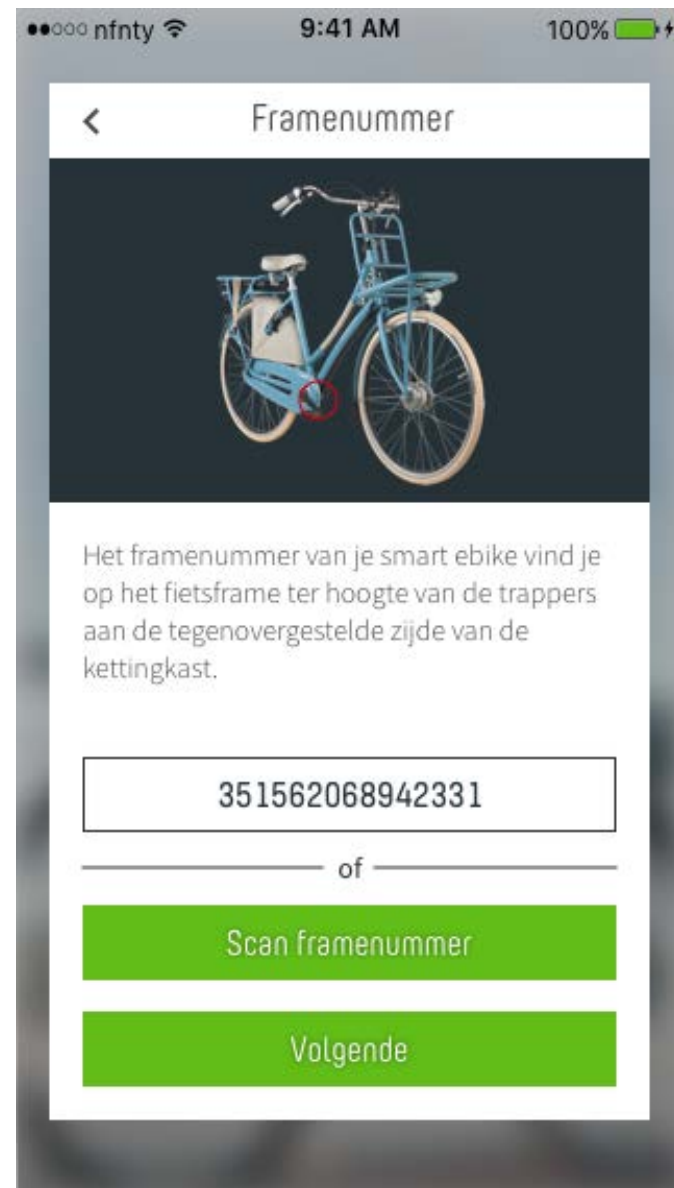 nfnty 9:41 AM 100%
Framenummer
Het framenummer van je smart ebike vind je
op het fietsframe ter hoogte van de trappers
aan de tegenovergestelde zijde van de
kettingkast.
351562068942331
of
Scan framenummer
Volgende